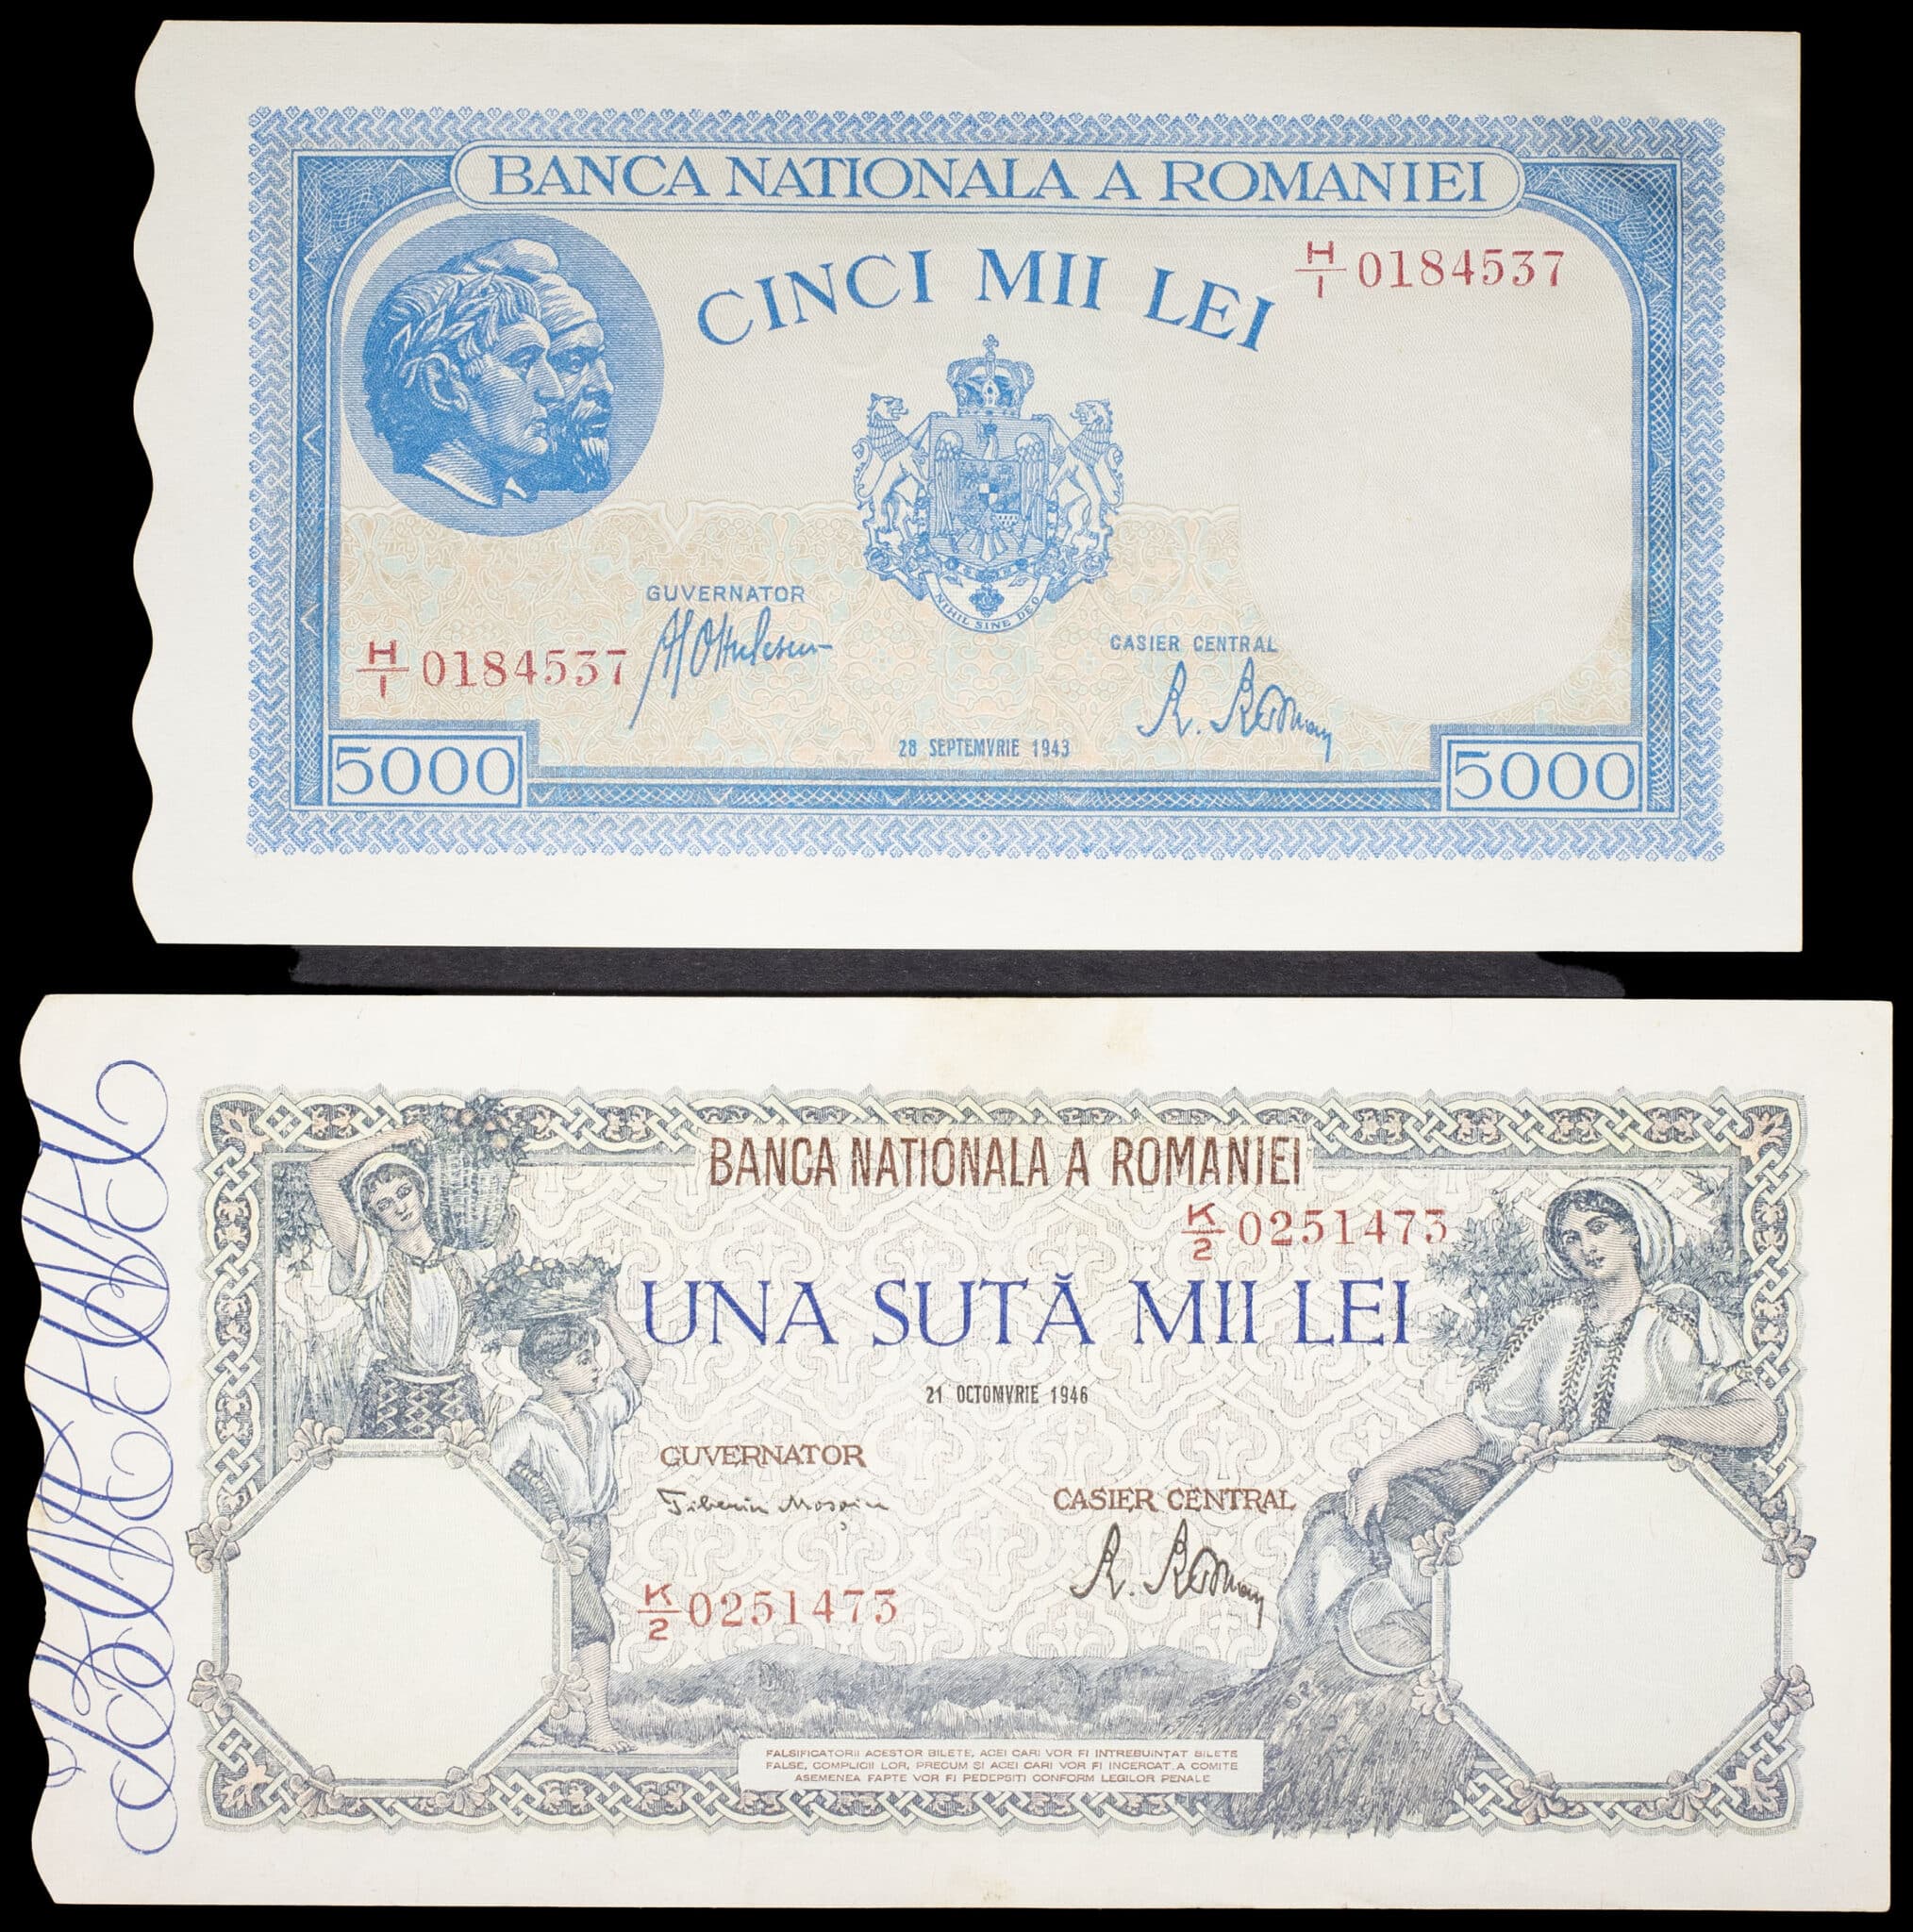 BANCA NATIONALA A ROMANIEI
CINCI MII LEI
H/I 0184537
NIHIL SINE DEO
GUVERNATOR
CASIER CENTRAL
H/I 0184537
28 SEPTEMVRIE 1943
5000
5000
BANCA NATIONALA A ROMANIEI
K/2 0251473
UNA SUTĂ MII LEI
21 OCTOMVRIE 1946
GUVERNATOR
CASIER CENTRAL
K/2 0251473
FALSIFICATORII ACESTOR BILETE, ACEI CARI VOR FI INTREBUINTAT BILETE
FALSE, COMPLICII LOR, PRECUM ȘI ACEI CARI VOR FI INCERCAT A COMITE
ASEMENEA FAPTE VOR FI PEDEPSITI CONFORM LEGILOR PENALE